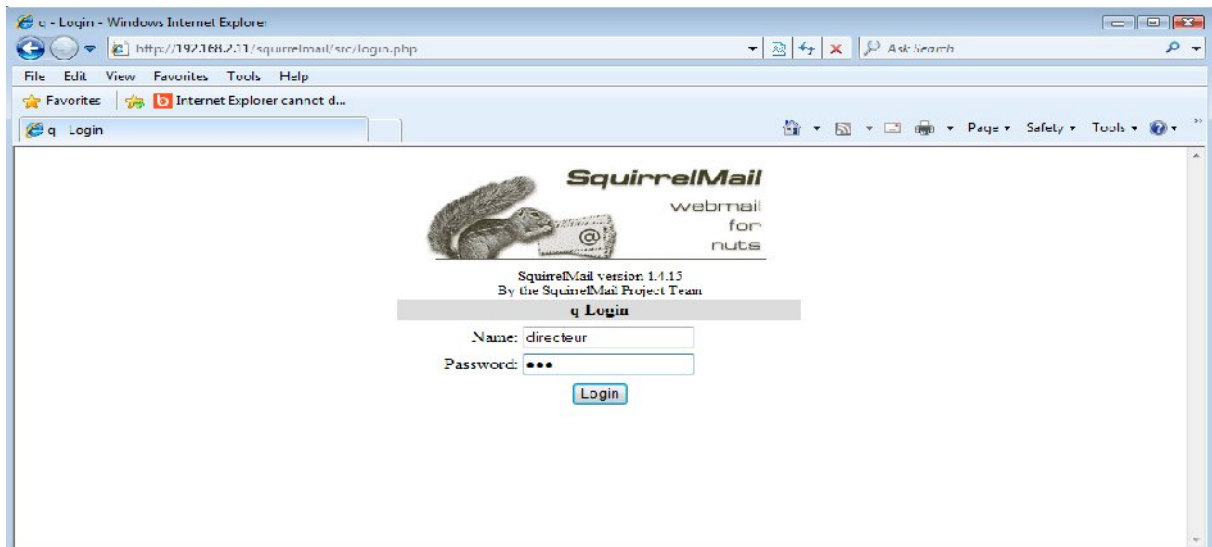 q - Login - Windows Internet Explorer
http://192.168.2.11/squirrelmail/src/login.php
Ask Search
File Edit View Favorites Tools Help
Favorites Internet Explorer cannot d...
q Login
Page Safety Tools
SquirrelMail
webmail
for
nuts
SquirrelMail version 1.4.15
By the SquirrelMail Project Team
q Login
Name: directeur
Password: •••
Login